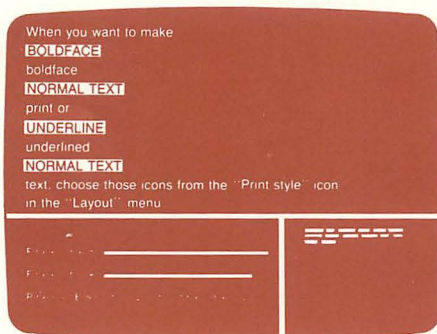 When you want to make
BOLDFACE
boldface
NORMAL TEXT
print or
UNDERLINE
underlined
NORMAL TEXT
text, choose those icons from the "Print style" icon
in the "Layout" menu